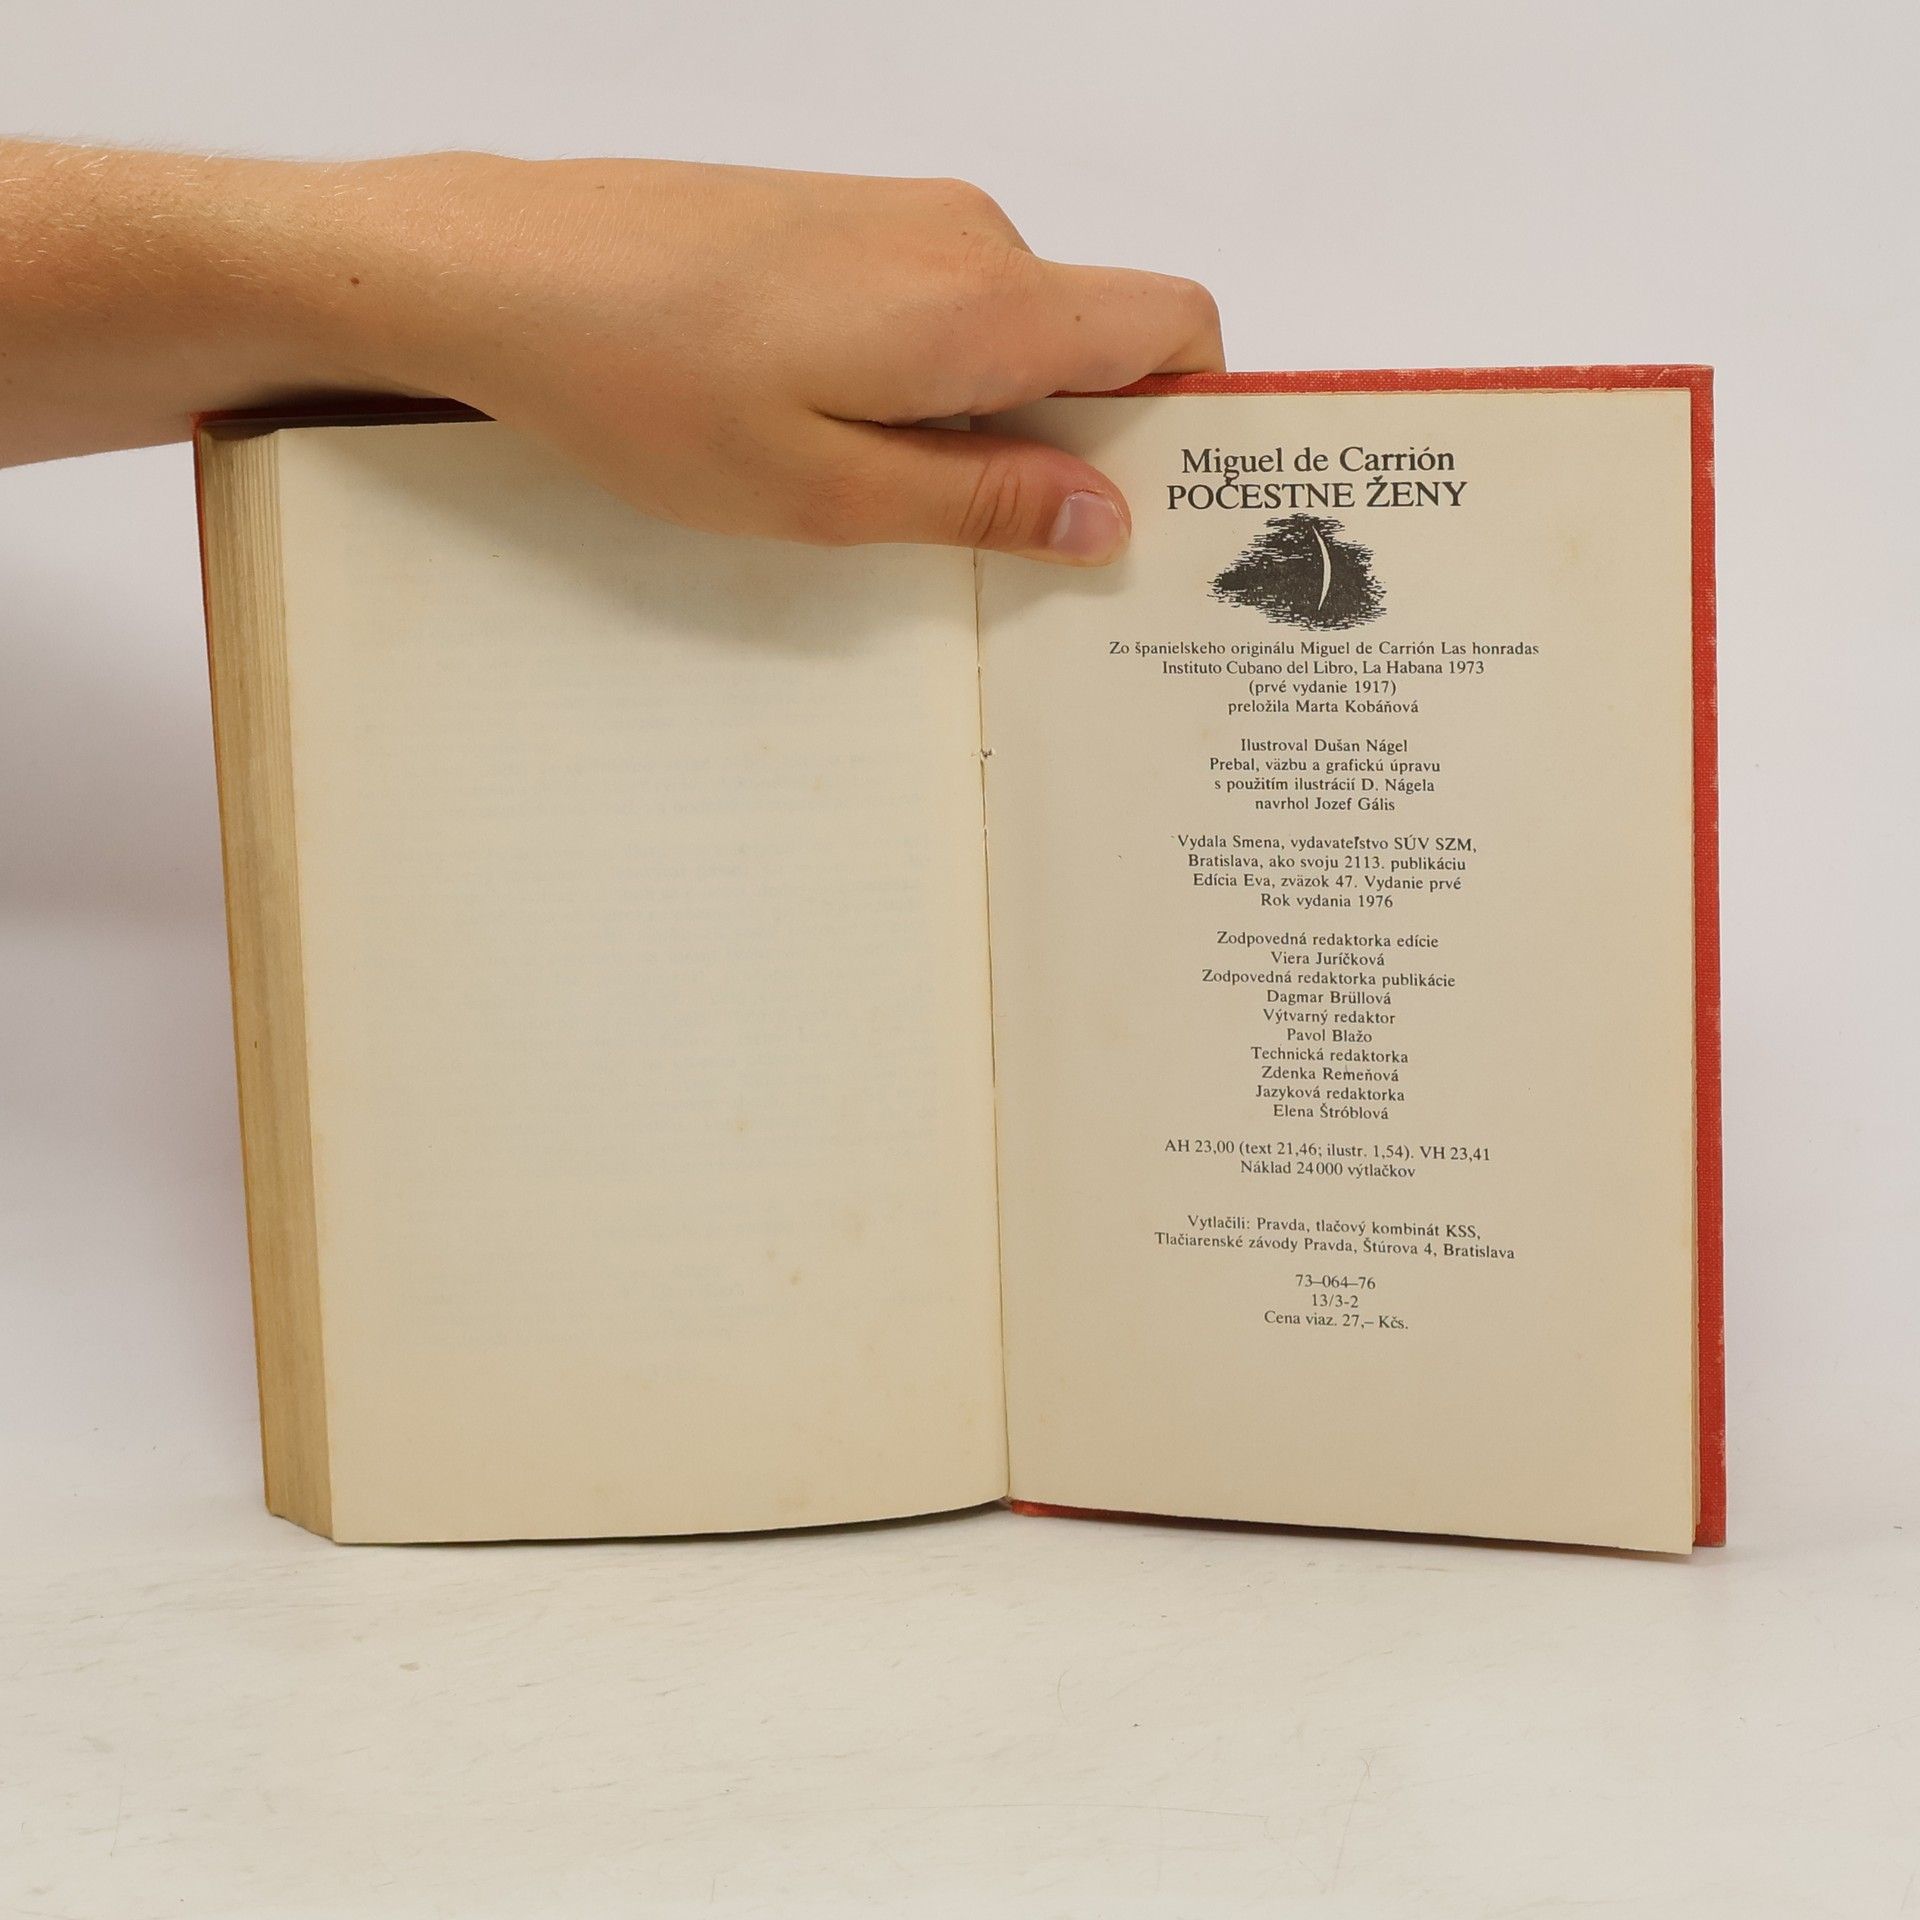 Miguel de Carrión
POČESTNE ŽENY
Zo španielskeho originálu Miguel de Carrión Las honradas
Instituto Cubano del Libro, La Habana 1973
(prvé vydanie 1917)
preložila Marta Kobáňová
Ilustroval Dušan Nágel
Prebal, väzbu a grafickú úpravu
s použitím ilustrácií D. Nágela
navrhol Jozef Gális
Vydala Smena, vydavateľstvo SÚV SZM,
Bratislava, ako svoju 2113. publikáciu
Edícia Eva, zväzok 47. Vydanie prvé
Rok vydania 1976
Zodpovedná redaktorka edície
Viera Juríčková
Zodpovedná redaktorka publikácie
Dagmar Brüllová
Výtvarný redaktor
Pavol Blažo
Technická redaktorka
Zdenka Remeňová
Jazyková redaktorka
Elena Štróblová
AH 23,00 (text 21,46; ilustr. 1,54). VH 23,41
Náklad 24 000 výtlačkov
Vytlačili: Pravda, tlačový kombinát KSS,
Tlačiarenské závody Pravda, Štúrova 4, Bratislava
73–064–76
13/3-2
Cena viaz. 27,– Kčs.